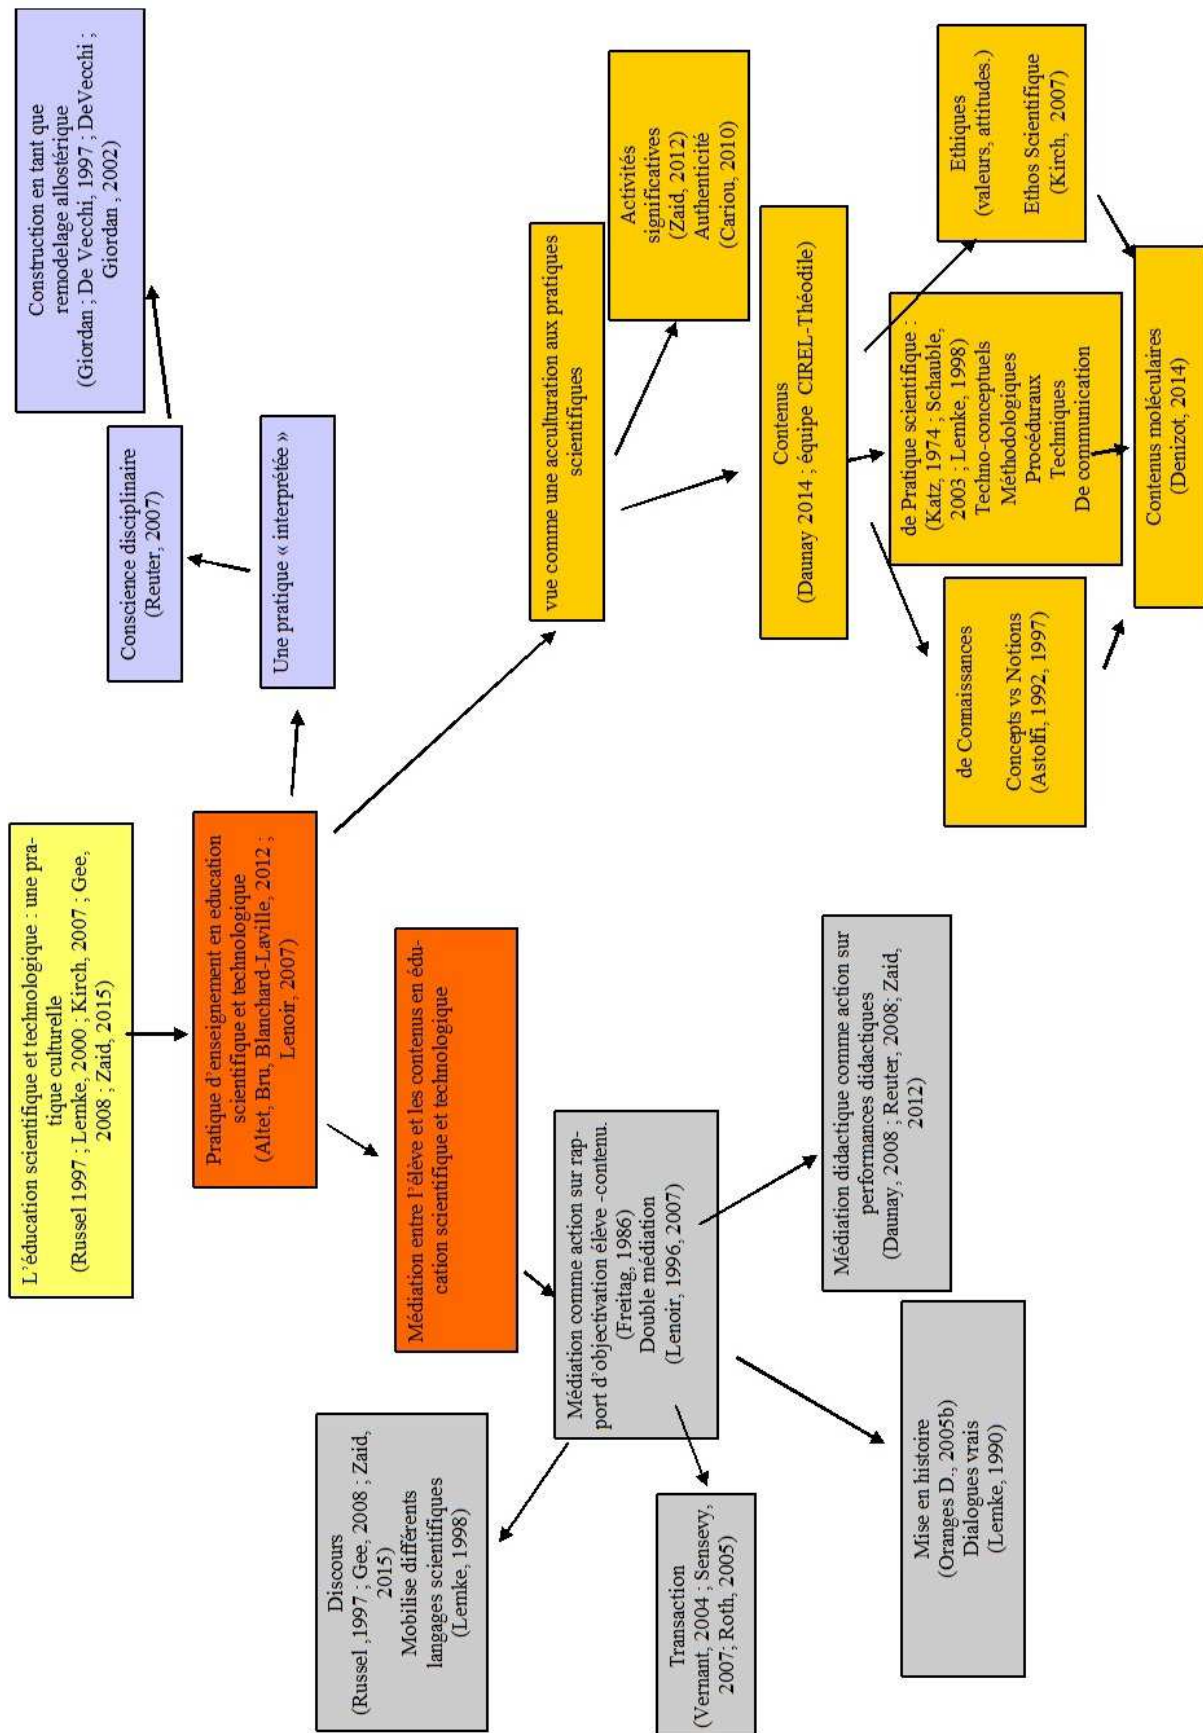 L'éducation scientifique et technologique : une pra-
tique culturelle
(Russel 1997 ; Lemke, 2000 ; Kirch, 2007 ; Gee,
2008 ; Zaid, 2015)
Pratique d'enseignement en education
scientifique et technologique
(Altet, Bru, Blanchard-Laville, 2012 ;
Lenoir, 2007)
Une pratique « interprétée »
Conscience disciplinaire
(Reuter, 2007)
Construction en tant que
remodelage allostérique
(Giordan ; De Vecchi, 1997 ; DeVecchi ;
Giordan , 2002)
Médiation entre l'élève et les contenus en édu-
cation scientifique et technologique
Médiation comme action sur rap-
port d'objectivation élève -contenu.
(Freitag, 1986)
Double médiation
(Lenoir, 1996, 2007)
Discours
(Russel ,1997 ; Gee, 2008 ; Zaid,
2015)
Mobilise différents
langages scientifiques
(Lemke, 1998)
Transaction
(Vernant, 2004 ; Sensevy,
2007; Roth, 2005)
Mise en histoire
(Oranges D., 2005b)
Dialogues vrais
(Lemke, 1990)
Médiation didactique comme action sur
performances didactiques
(Daunay, 2008 ; Reuter, 2008; Zaid,
2012)
vue comme une acculturation aux pratiques
scientifiques
Activités
significatives
(Zaid, 2012)
Authenticité
(Cariou, 2010)
Contenus
(Daunay 2014 ; équipe CIREL-Théodile)
de Connaissances
Concepts vs Notions
(Astolfi, 1992, 1997)
de Pratique scientifique :
(Katz, 1974 ; Schauble,
2003 ; Lemke, 1998)
Techno-conceptuels
Méthodologiques
Procéduraux
Techniques
De communication
Ethiques
(valeurs, attitudes.)
Ethos Scientifique
(Kirch, 2007)
Contenus moléculaires
(Denizot, 2014)